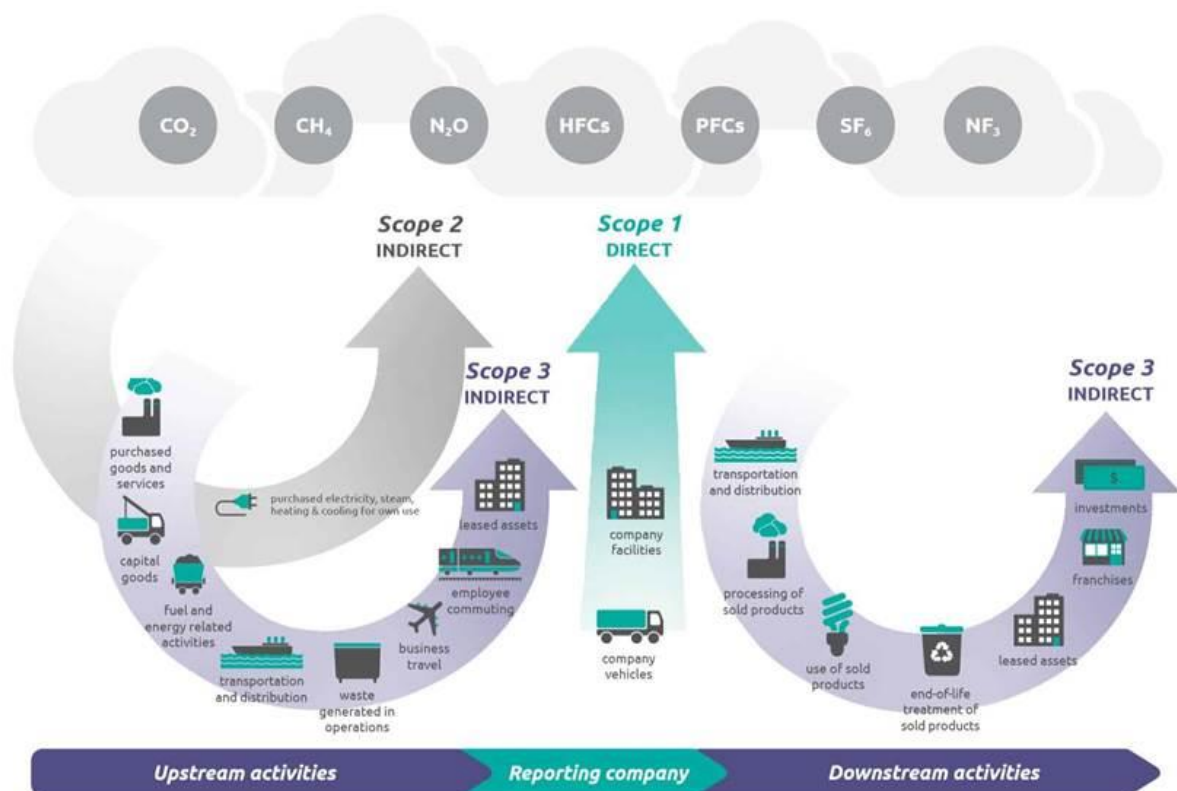 CO₂
CH₄
N₂O
HFCs
PFCs
SF₆
NF₃
Scope 2
INDIRECT
Scope 1
DIRECT
Scope 3
INDIRECT
Scope 3
INDIRECT
purchased
goods and
services
capital
goods
fuel and
energy related
activities
transportation
and distribution
waste
generated in
operations
business
travel
employee
commuting
leased assets
purchased electricity, steam,
heating & cooling for own use
company
facilities
company
vehicles
transportation
and distribution
processing of
sold products
use of sold
products
end-of-life
treatment of
sold products
leased assets
franchises
$
investments
Upstream activities
Reporting company
Downstream activities